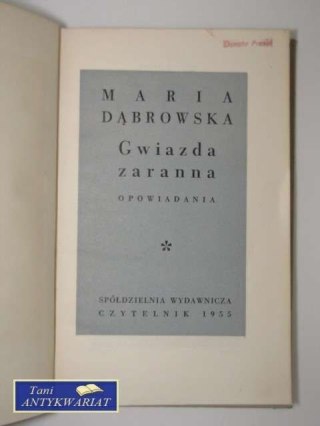 MARIA
DĄBROWSKA
Gwiazda
zaranna
OPOWIADANIA
*
SPÓŁDZIELNIA WYDAWNICZA
CZYTELNIK 1955
Tani
ANTYKWARIAT